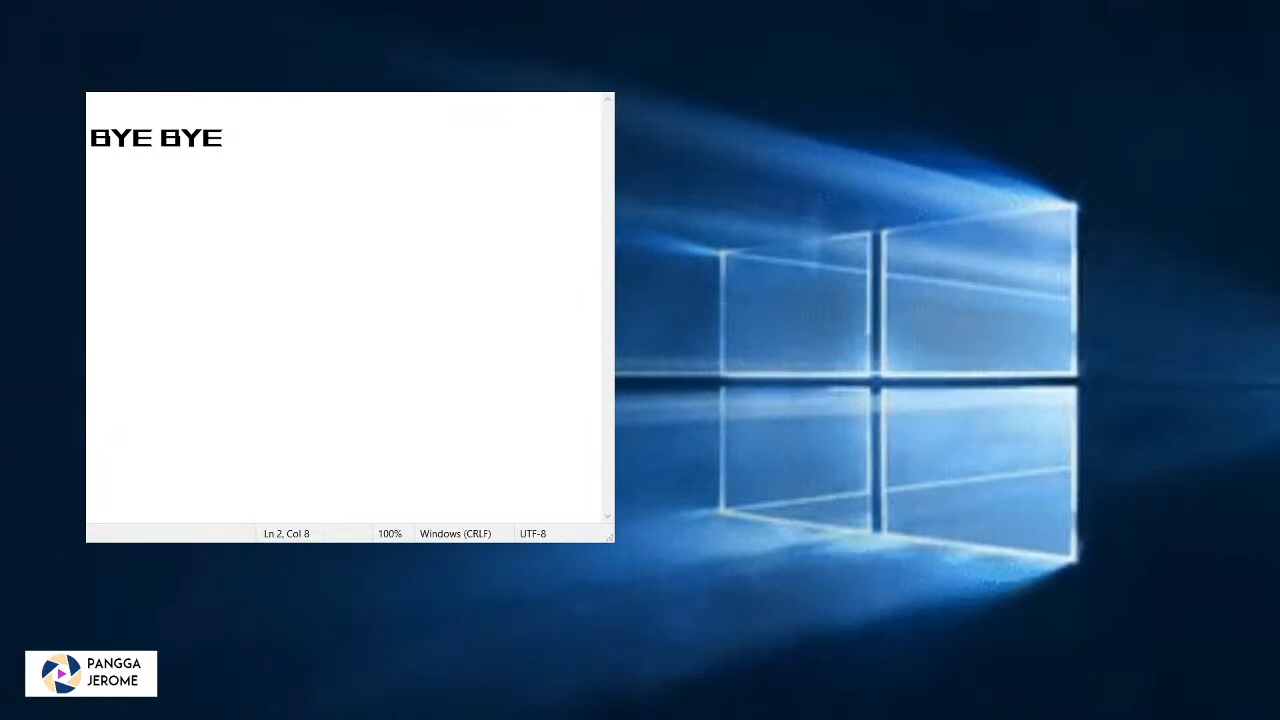 BYE BYE
Ln 2, Col 8
100%
Windows (CRLF)
UTF-8
PANGGA
JEROME